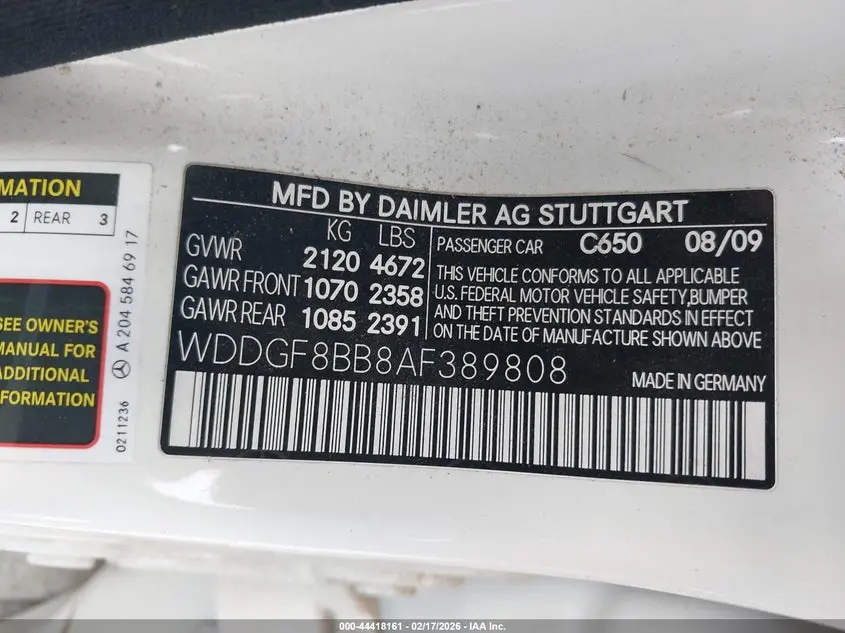 MATION
2 REAR 3
SEE OWNER'S
MANUAL FOR
ADDITIONAL
NFORMATION
A 204 584 69 17
0211236
MFD BY DAIMLER AG STUTTGART
KG LBS
GVWR 2120 4672
GAWR FRONT 1070 2358
GAWR REAR 1085 2391
PASSENGER CAR C650 08/09
THIS VEHICLE CONFORMS TO ALL APPLICABLE
U.S. FEDERAL MOTOR VEHICLE SAFETY,BUMPER
AND THEFT PREVENTION STANDARDS IN EFFECT
ON THE DATE OF MANUFACTURE SHOWN ABOVE
WDDGF8BB8AF389808
MADE IN GERMANY
000-44418161 - 02/17/2026 - IAA Inc.